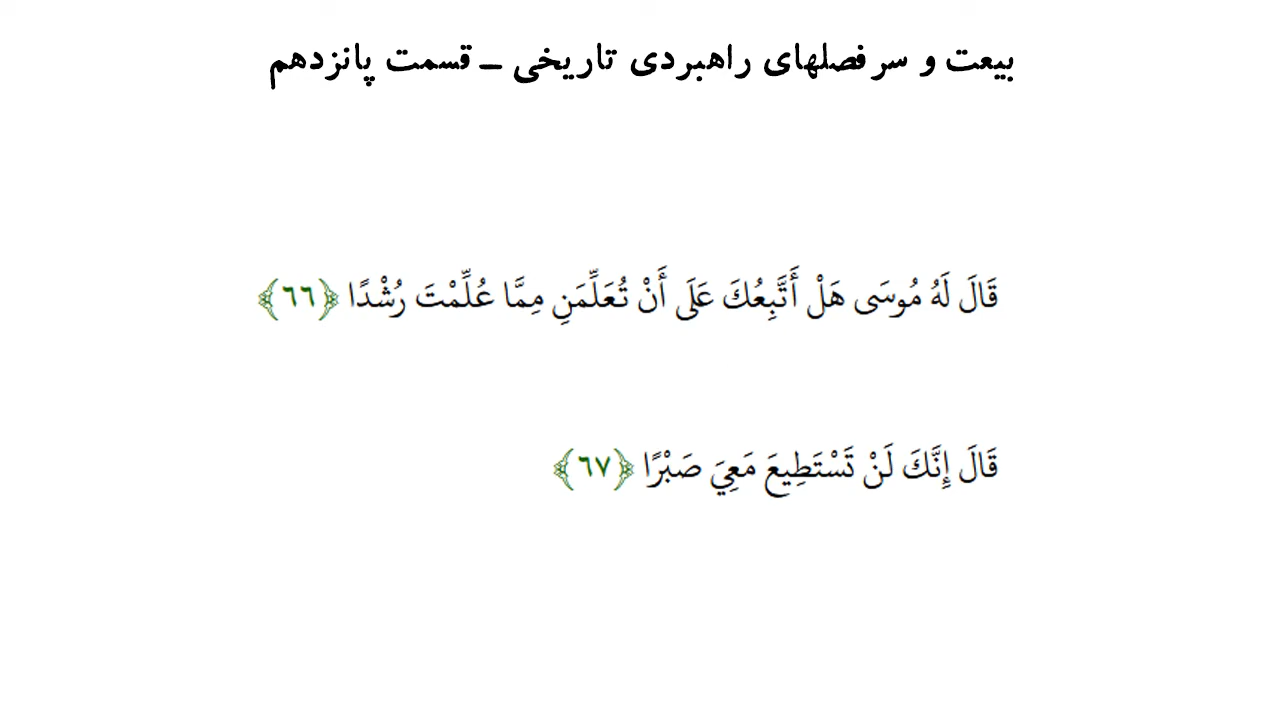 بیعت و سرفصلهای راهبردی تاریخی ـ قسمت پانزدهم
قَالَ لَهُ مُوسَى هَلْ أَتَّبِعُكَ عَلَى أَنْ تُعَلِّمَنِ مِمَّا عُلِّمْتَ رُشْدًا ﴿٦٦﴾
قَالَ إِنَّكَ لَنْ تَسْتَطِيعَ مَعِيَ صَبْرًا ﴿٦٧﴾